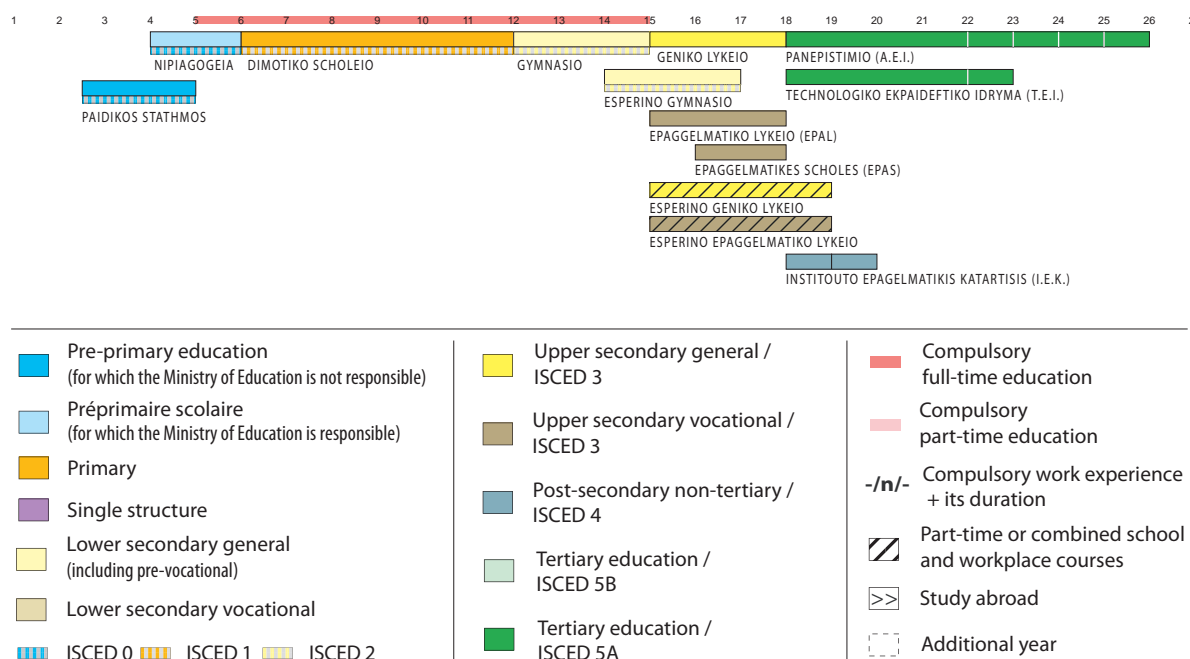 1 2 3 4 5 6 7 8 9 10 11 12 13 14 15 16 17 18 19 20 21 22 23 24 25 26
NIPIAGOGEIA DIMOTIKO SCHOLEIO GYMNASIO GENIKO LYKEIO PANEPISTIMIO (A.E.I.)
ESPERINO GYMNASIO TECHNOLOGIKO EKPAIDEFTIKO IDRYMA (T.E.I.)
PAIDIKOS STATHMOS
EPAGGELMATIKO LYKEIO (EPAL)
EPAGGELMATIKES SCHOLES (EPAS)
ESPERINO GENIKO LYKEIO
ESPERINO EPAGGELMATIKO LYKEIO
INSTITOUTO EPAGELMATIKIS KATARTISIS (I.E.K.)
Pre-primary education
(for which the Ministry of Education is not responsible)
Préprimaire scolaire
(for which the Ministry of Education is responsible)
Primary
Single structure
Lower secondary general
(including pre-vocational)
Lower secondary vocational
ISCED 0 ISCED 1 ISCED 2
Upper secondary general /
ISCED 3
Upper secondary vocational /
ISCED 3
Post-secondary non-tertiary /
ISCED 4
Tertiary education /
ISCED 5B
Tertiary education /
ISCED 5A
Compulsory
full-time education
Compulsory
part-time education
-/n/- Compulsory work experience
+ its duration
Part-time or combined school
and workplace courses
>> Study abroad
Additional year